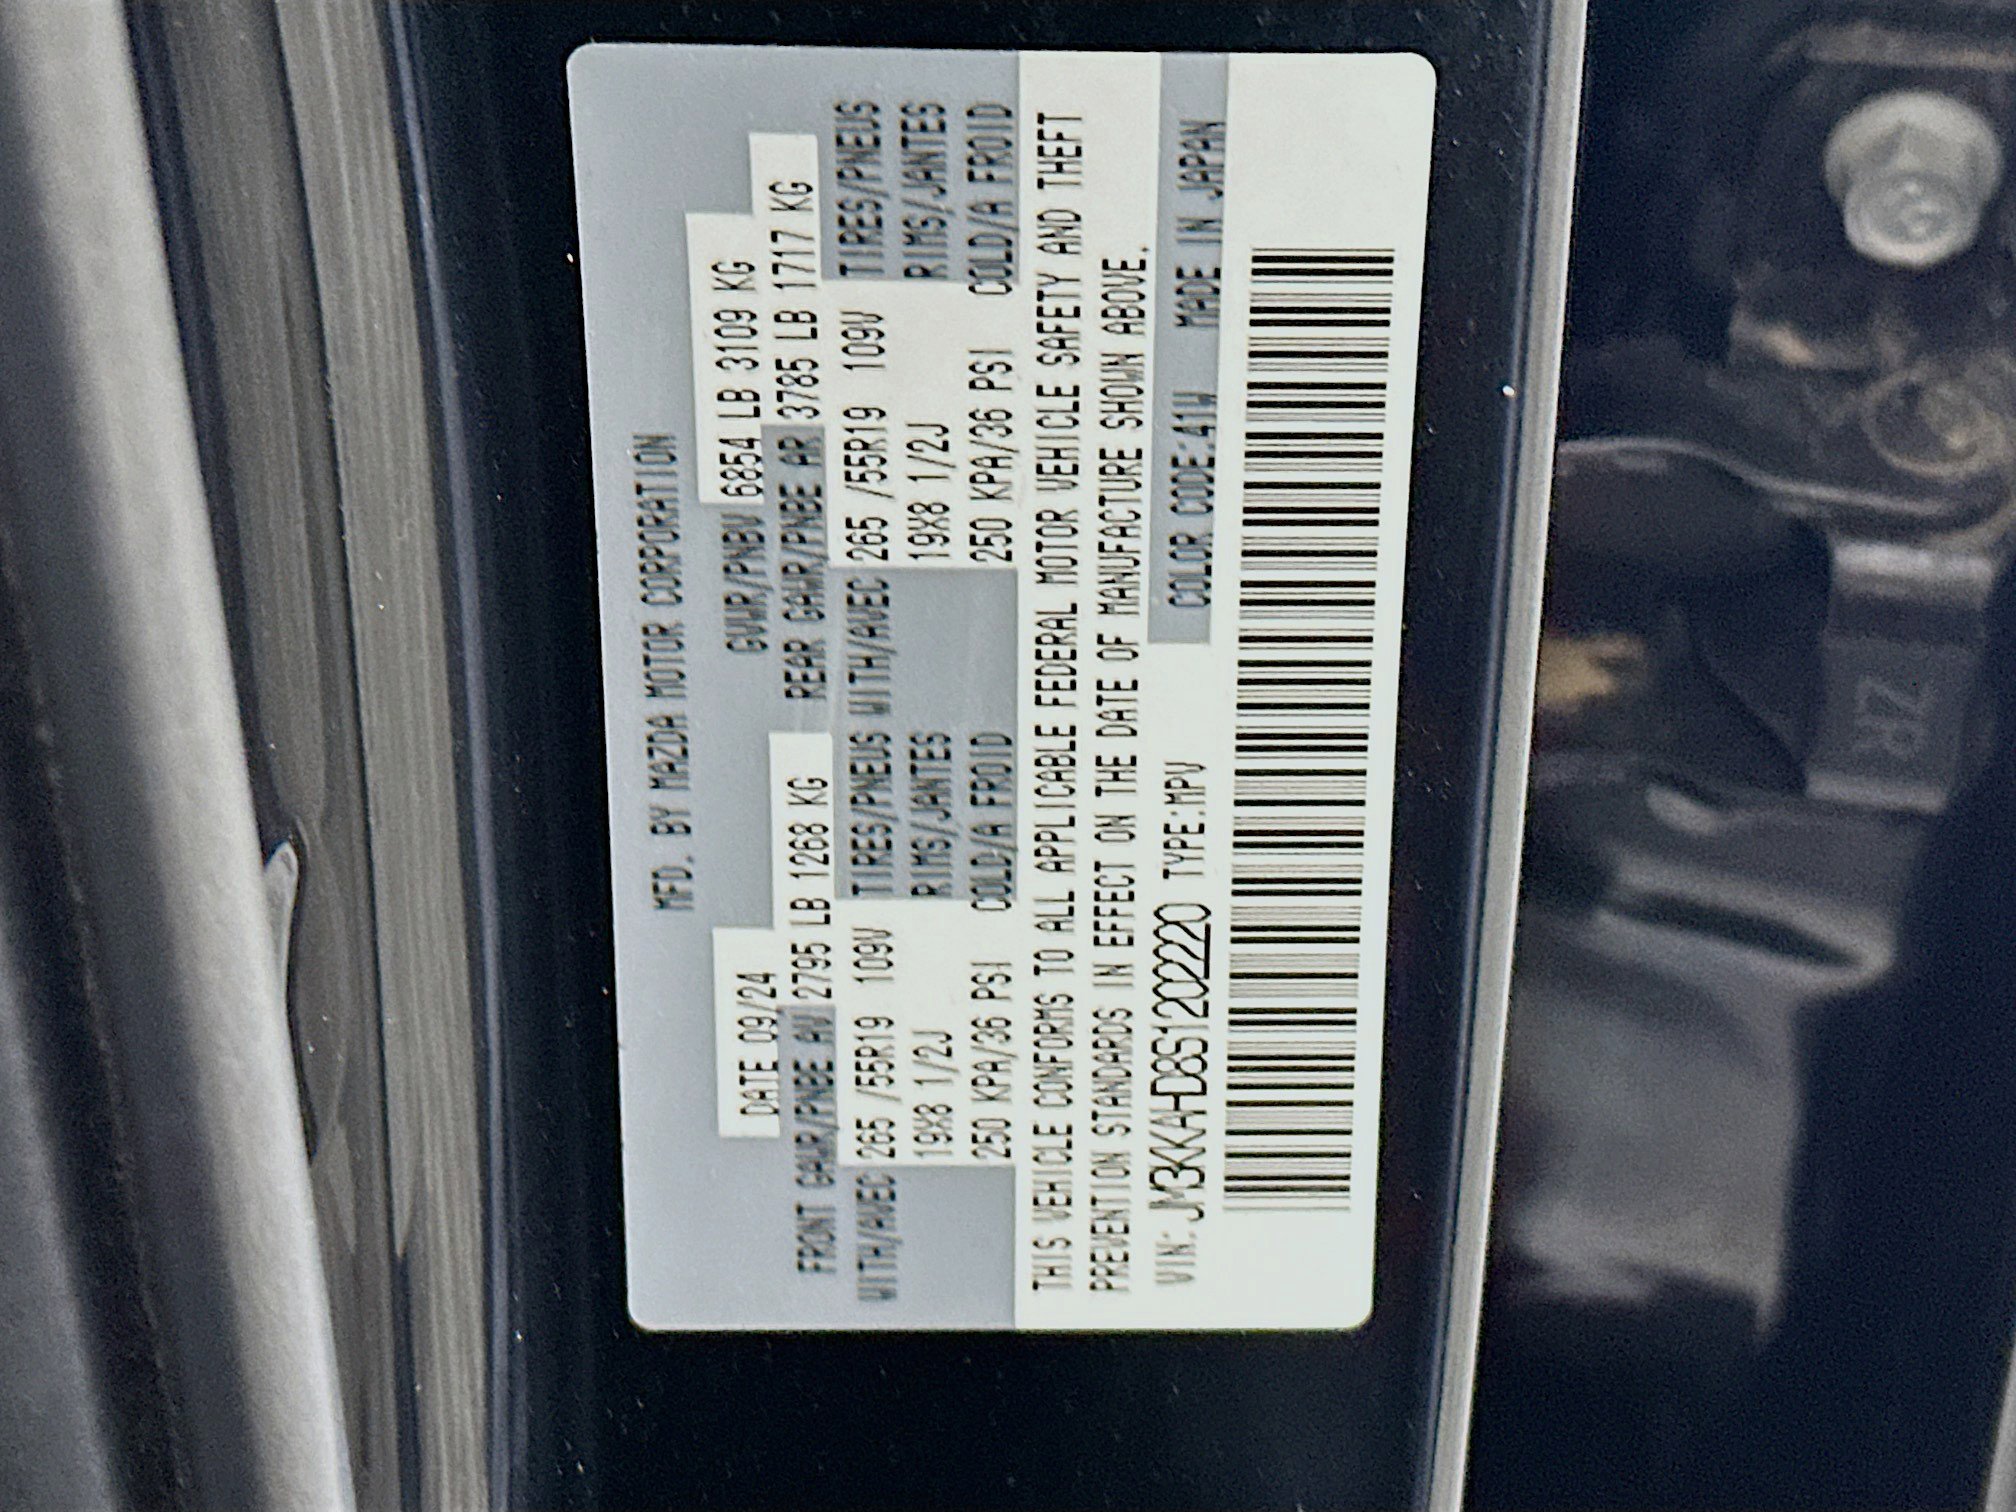 MFD. BY MAZDA MOTOR CORPORATION
DATE 09/24 GVWR/PNBV 6854 LB 3109 KG
FRONT GAWR/PNBE AV 2795 LB 1268 KG REAR GAWR/PNBE AR 3785 LB 1717 KG
WITH/AVEC 265 /55R19 109V TIRES/PNEUS WITH/AVEC 265 /55R19 109V TIRES/PNEUS
19X8 1/2J RIMS/JANTES 19X8 1/2J RIMS/JANTES
250 KPA/36 PSI COLD/A FROID 250 KPA/36 PSI COLD/A FROID
THIS VEHICLE CONFORMS TO ALL APPLICABLE FEDERAL MOTOR VEHICLE SAFETY AND THEFT
PREVENTION STANDARDS IN EFFECT ON THE DATE OF MANUFACTURE SHOWN ABOVE.
VIN: JM3KKAHD8S1202220 TYPE:MPV COLOR CODE:41W MADE IN JAPAN
ZR